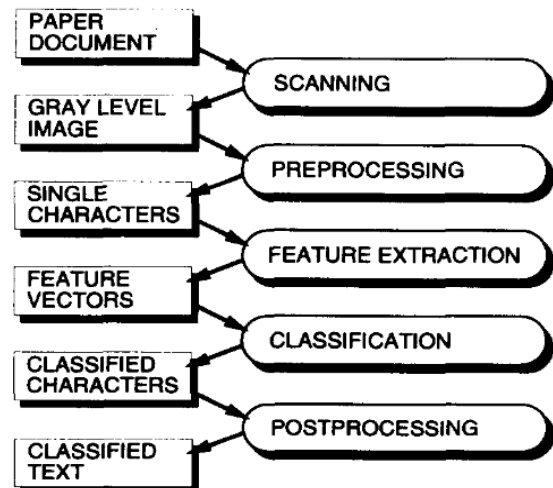 PAPER
DOCUMENT
SCANNING
GRAY LEVEL
IMAGE
PREPROCESSING
SINGLE
CHARACTERS
FEATURE EXTRACTION
FEATURE
VECTORS
CLASSIFICATION
CLASSIFIED
CHARACTERS
POSTPROCESSING
CLASSIFIED
TEXT